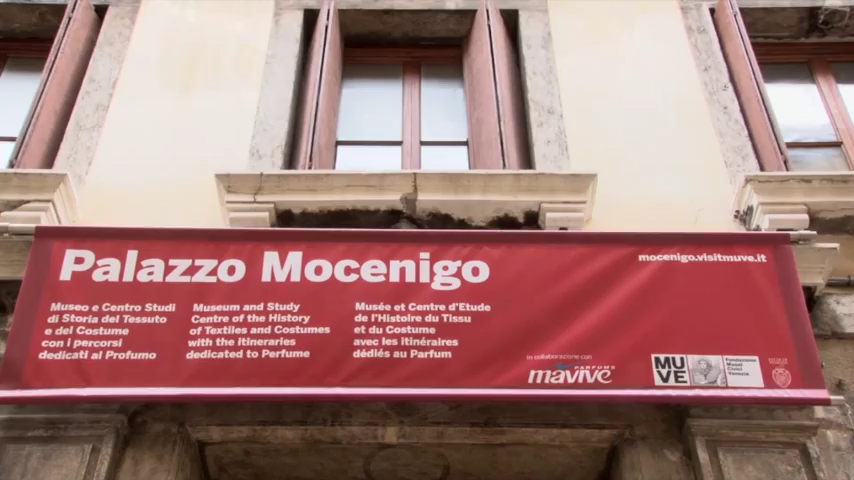 Palazzo Mocenigo
mocenigo.visitmuve.it
Museo e Centro Studi
di Storia del Tessuto
e del Costume
con i percorsi
dedicati al Profumo
Museum and Study
Centre of the History
of Textiles and Costumes
with the itineraries
dedicated to Perfume
Musée et Centre d'Etude
de l'Histoire du Tissu
et du Costume
avec les itinéraires
dédiés au Parfum
in collaborazione con
mavive PARFUMS
MU
VE
Fondazione
Musei
Civici
Venezia